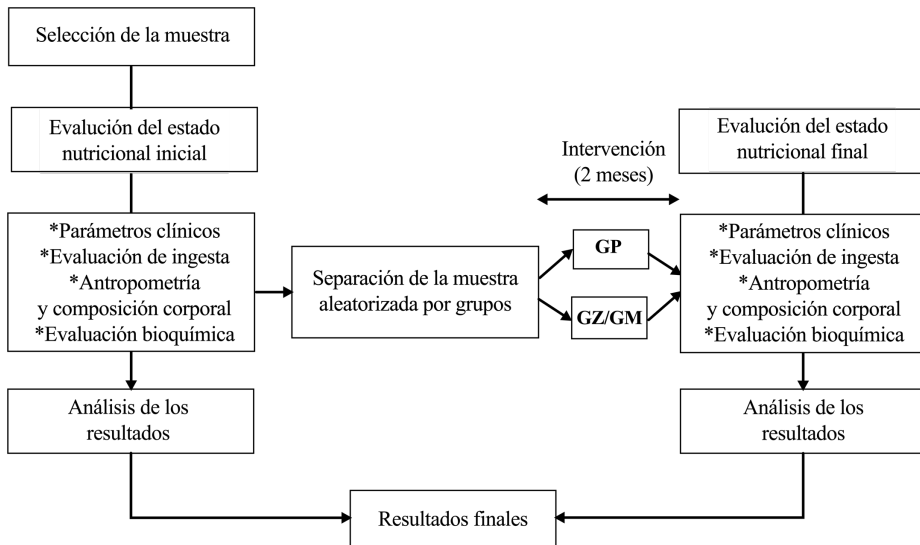 Selección de la muestra
Evalución del estado
nutricional inicial
*Parámetros clínicos
*Evaluación de ingesta
*Antropometría
y composición corporal
*Evaluación bioquímica
Análisis de los
resultados
Separación de la muestra
aleatorizada por grupos
Intervención
(2 meses)
GP
GZ/GM
Evalución del estado
nutricional final
*Parámetros clínicos
*Evaluación de ingesta
*Antropometría
y composición corporal
*Evaluación bioquímica
Análisis de los
resultados
Resultados finales